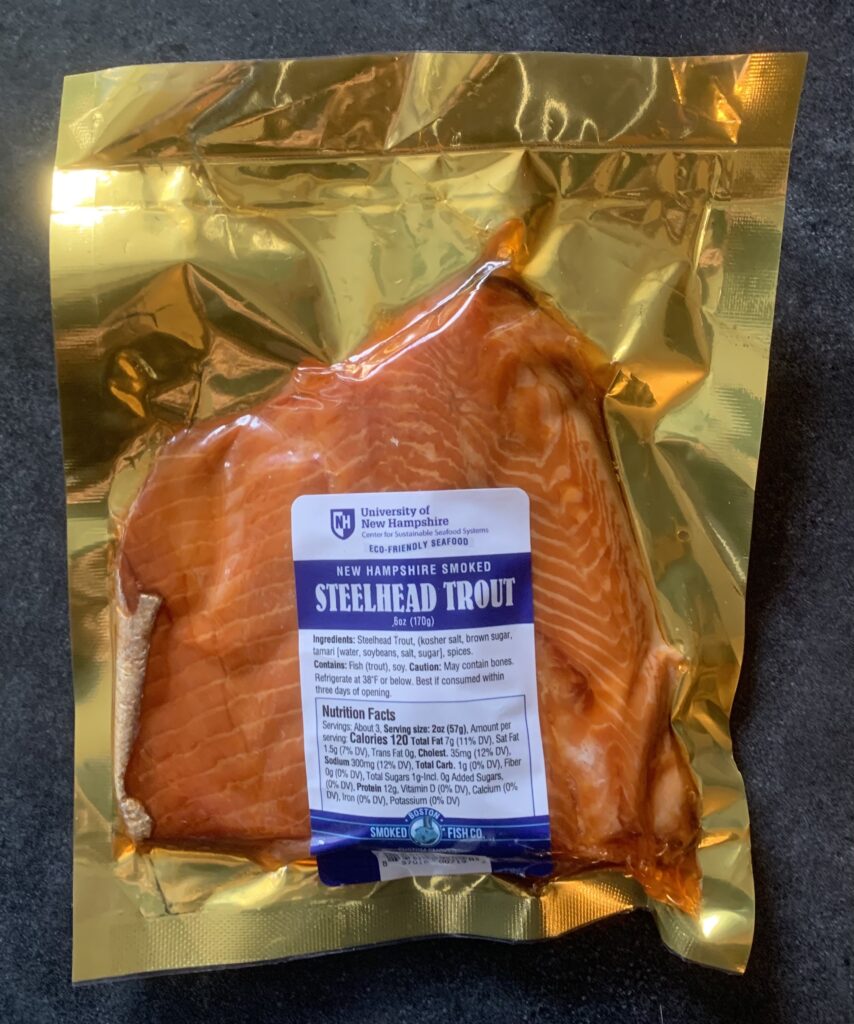 NH
University of
New Hampshire
Center for Sustainable Seafood Systems
ECO-FRIENDLY SEAFOOD
NEW HAMPSHIRE SMOKED
STEELHEAD TROUT
6oz (170g)
Ingredients: Steelhead Trout, (kosher salt, brown sugar,
tamari [water, soybeans, salt, sugar], spices.
Contains: Fish (trout), soy. Caution: May contain bones.
Refrigerate at 38°F or below. Best if consumed within
three days of opening.
Nutrition Facts
Servings: About 3, Serving size: 2oz (57g), Amount per
serving: Calories 120 Total Fat 7g (11% DV), Sat Fat
1.5g (7% DV), Trans Fat 0g, Cholest. 35mg (12% DV),
Sodium 300mg (12% DV), Total Carb. 1g (0% DV), Fiber
0g (0% DV), Total Sugars 1g-Incl. 0g Added Sugars,
(0% DV), Protein 12g, Vitamin D (0% DV), Calcium (0%
DV), Iron (0% DV), Potassium (0% DV)
BOSTON
SMOKED FISH CO.